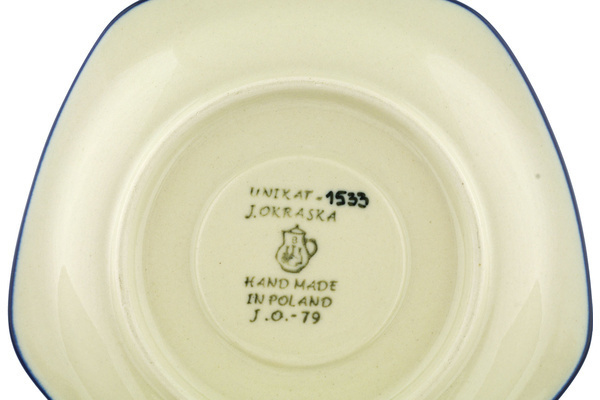 UNIKAT-1533
J.OKRASKA
HAND MADE
IN POLAND
J.O.-79